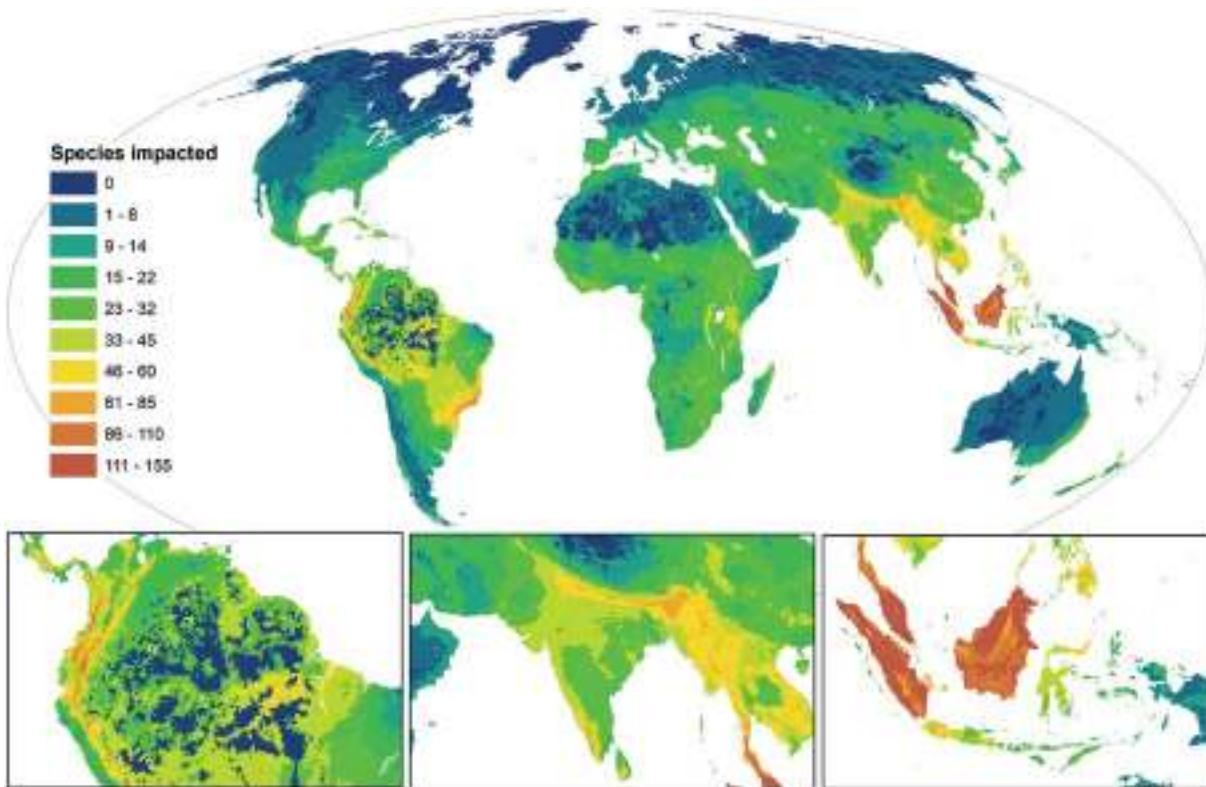 Species impacted
0
1 - 8
9 - 14
15 - 22
23 - 32
33 - 45
46 - 60
61 - 85
86 - 110
111 - 155